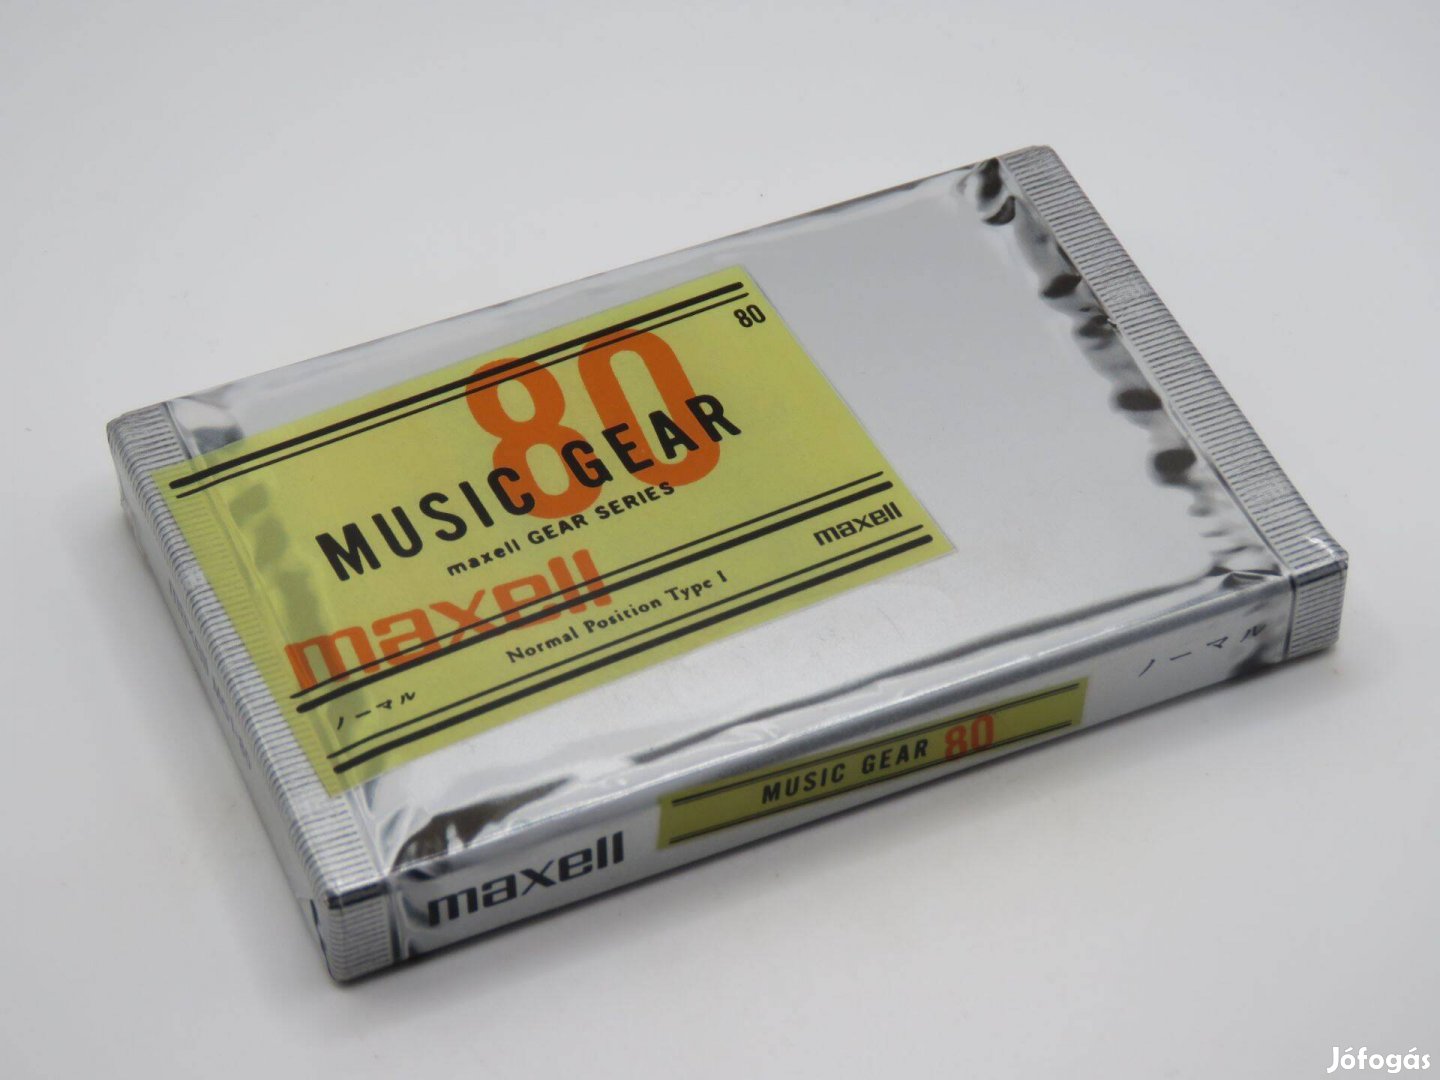 80
80
MUSIC GEAR
maxell GEAR SERIES
maxell
maxell
Normal Position Type I
ノーマル
maxell
MUSIC GEAR 80
ノーマル
Jófogás